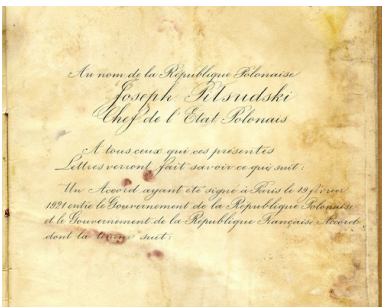 Au nom de la République Polonaise
Joseph Pilsudski
Chef de l'Etat Polonais
A tous ceux qui ces présentes
Lettres verront fait savoir ce qui suit:
Un Accord ayant été signé à Paris le 19 février
1921 entre le Gouvernement de la République Polonaise
et le Gouvernement de la République Française Accord
dont la teneur suit: